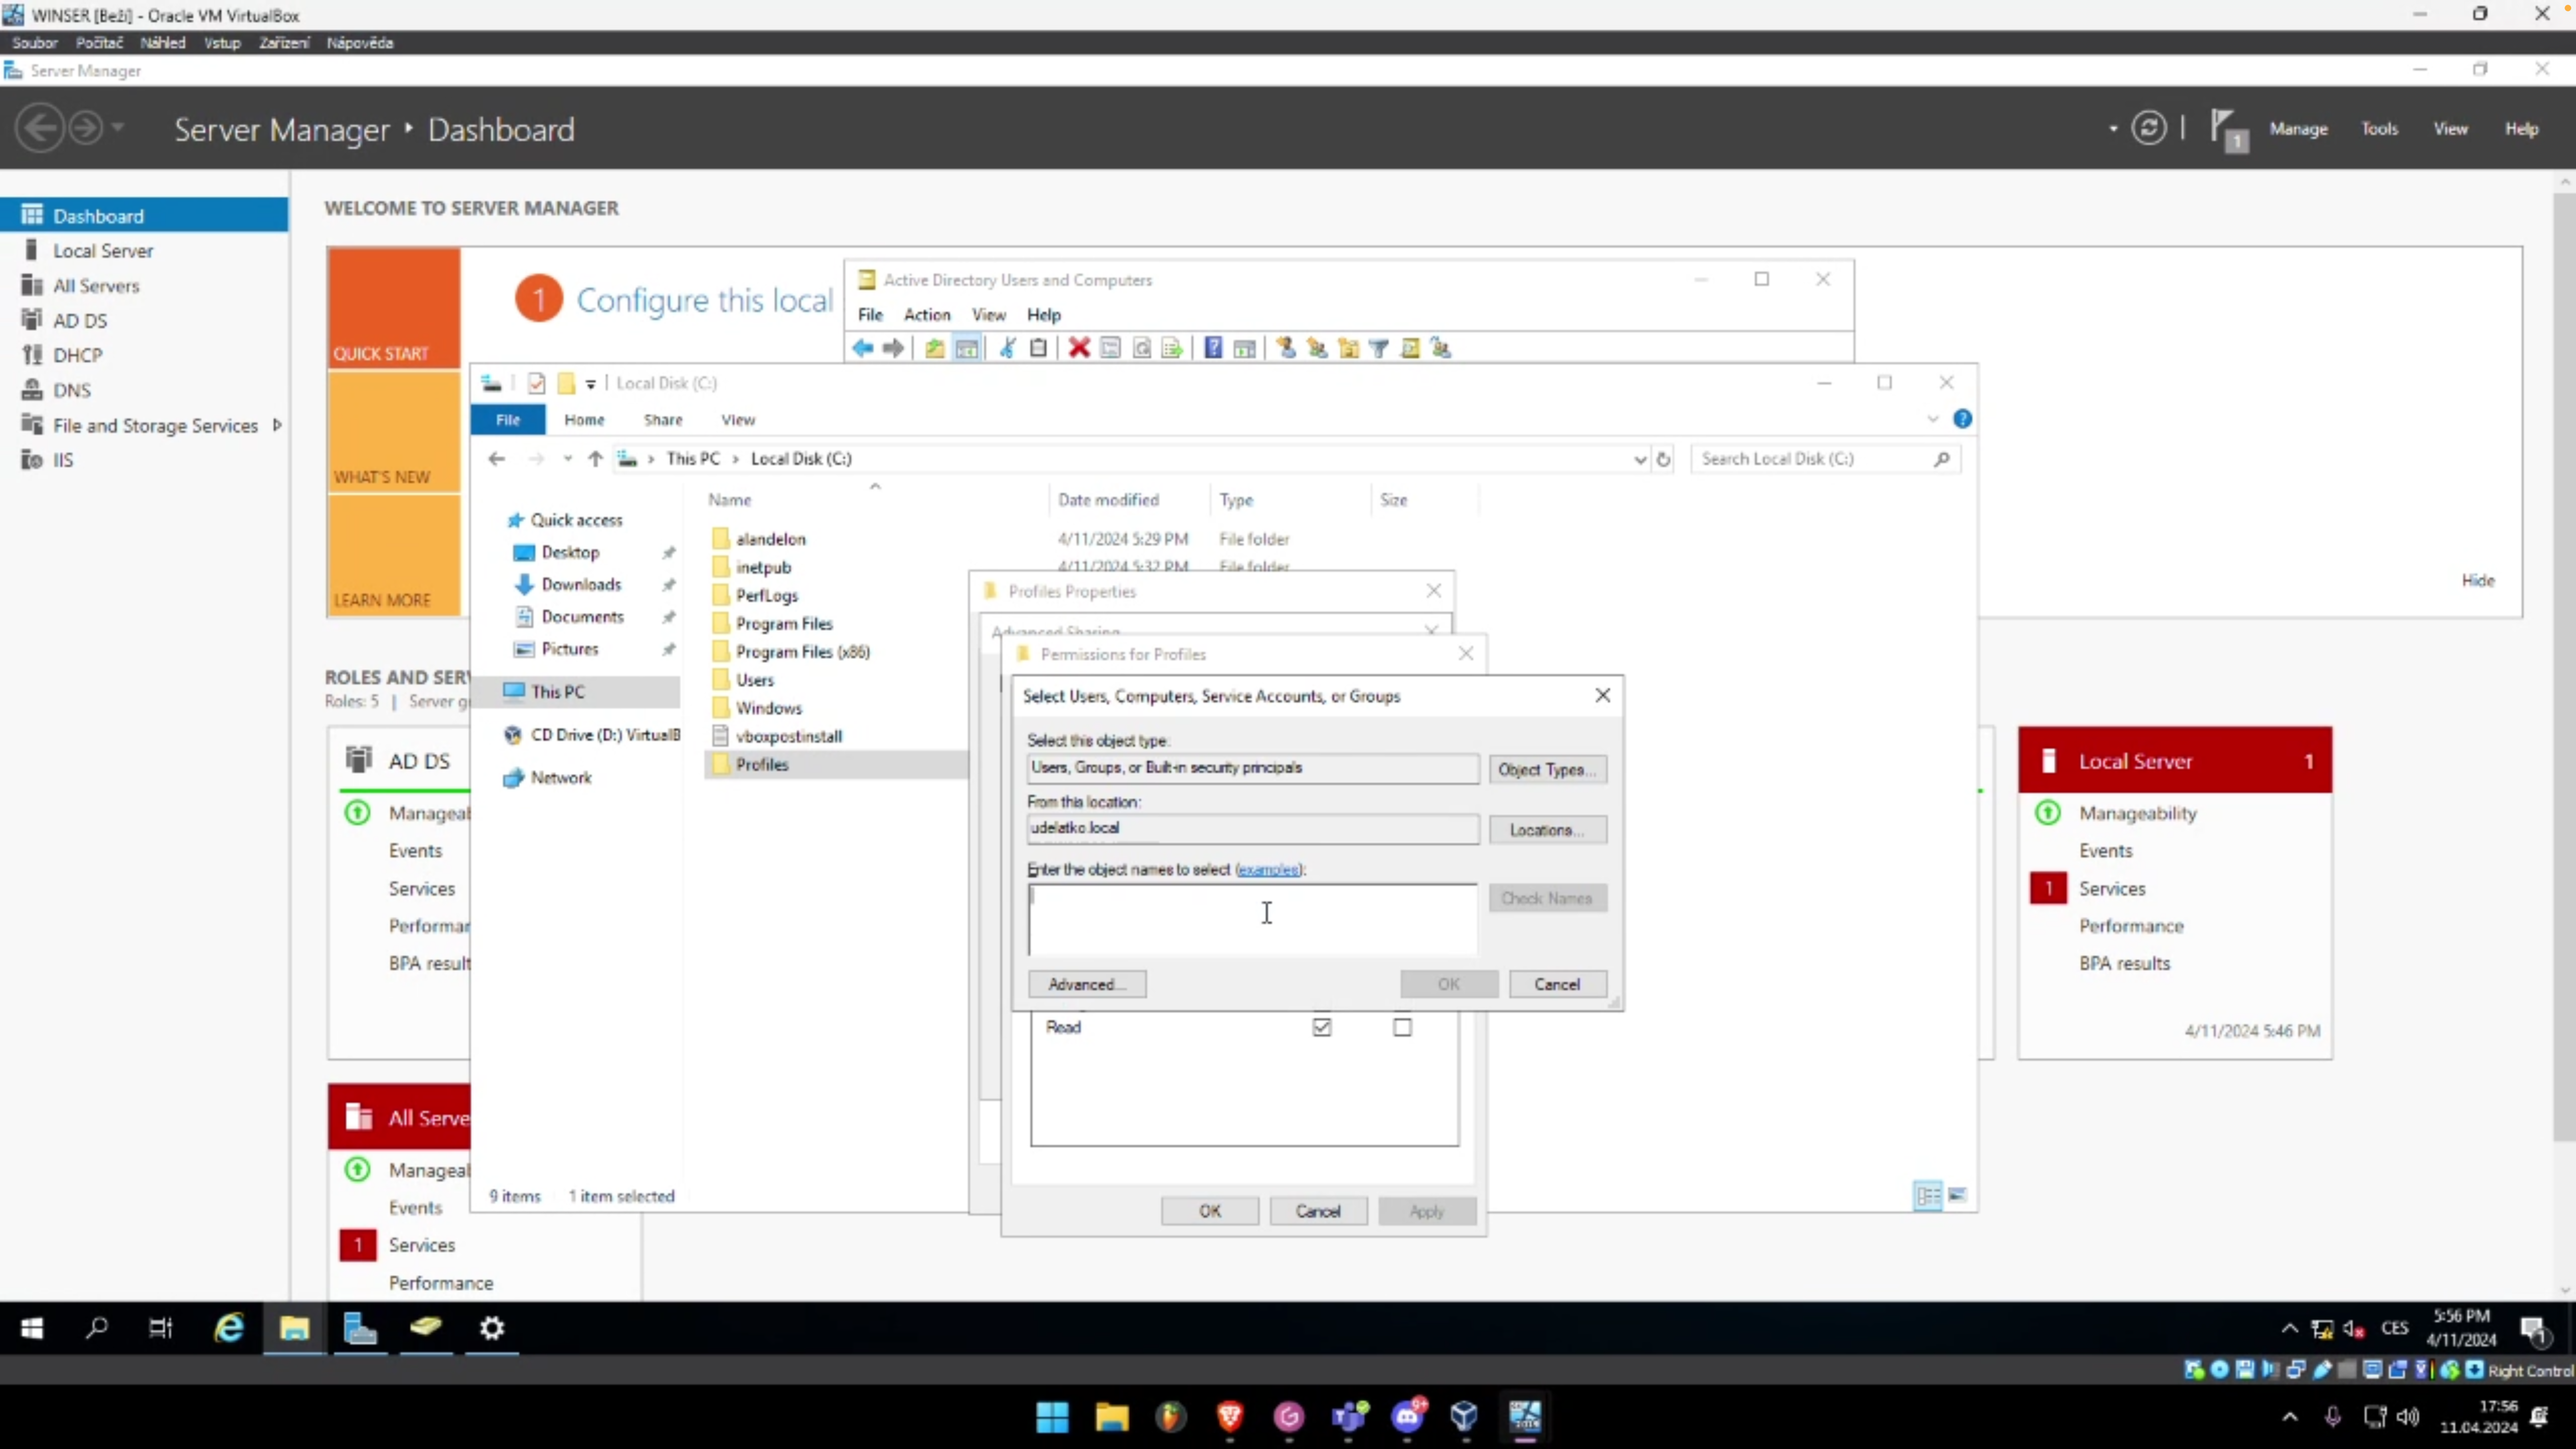 WINSER [Beží] - Oracle VM VirtualBox
Soubor Počítač Náhled Vstup Zařízení Nápověda
Server Manager
Server Manager Dashboard
Manage Tools View Help
1
Dashboard
Local Server
All Servers
AD DS
DHCP
DNS
File and Storage Services
IIS
WELCOME TO SERVER MANAGER
QUICK START
WHAT'S NEW
LEARN MORE
1 Configure this local
Hide
Active Directory Users and Computers
File Action View Help
Local Disk (C:)
File Home Share View
This PC > Local Disk (C:)
Search Local Disk (C:)
Name Date modified Type Size
Quick access
Desktop
Downloads
Documents
Pictures
This PC
CD Drive (D:) VirtualB
Network
alandelon 4/11/2024 5:29 PM File folder
inetpub 4/11/2024 5:32 PM File folder
PerfLogs
Program Files
Program Files (x86)
Users
Windows
vboxpostinstall
Profiles
9 items 1 item selected
Profiles Properties
Advanced Sharing
Permissions for Profiles
Select Users, Computers, Service Accounts, or Groups
Select this object type:
Users, Groups, or Built-in security principals
Object Types...
From this location:
udelatko.local
Locations...
Enter the object names to select (examples):
Check Names
Advanced...
OK
Cancel
Read
OK Cancel Apply
ROLES AND SER
Roles: 5 | Server g
AD DS
Manageab
Events
Services
Performar
BPA result
Local Server 1
Manageability
Events
1 Services
Performance
BPA results
4/11/2024 5:46 PM
All Serve
Manageab
Events
1 Services
Performance
CES
5:56 PM
4/11/2024
1
Right Control
9+
2019
17:56
11.04.2024